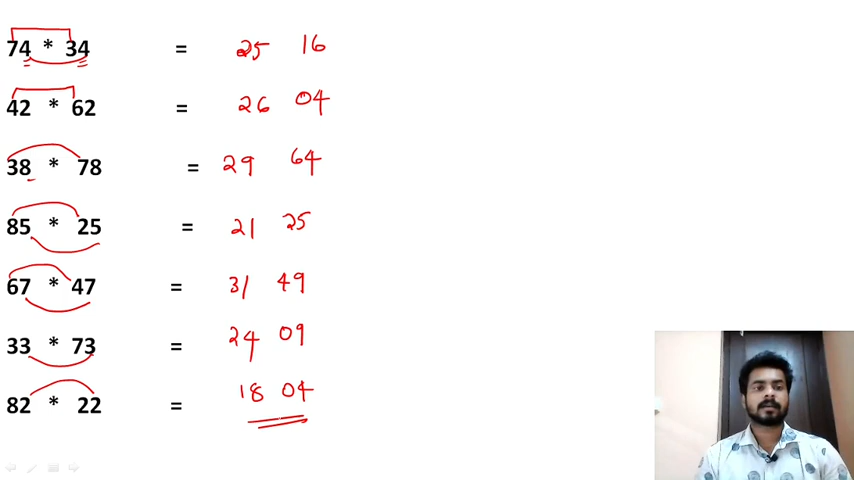 74 * 34 = 25 16
42 * 62 = 26 04
38 * 78 = 29 64
85 * 25 = 21 25
67 * 47 = 31 49
33 * 73 = 24 09
82 * 22 = 18 04